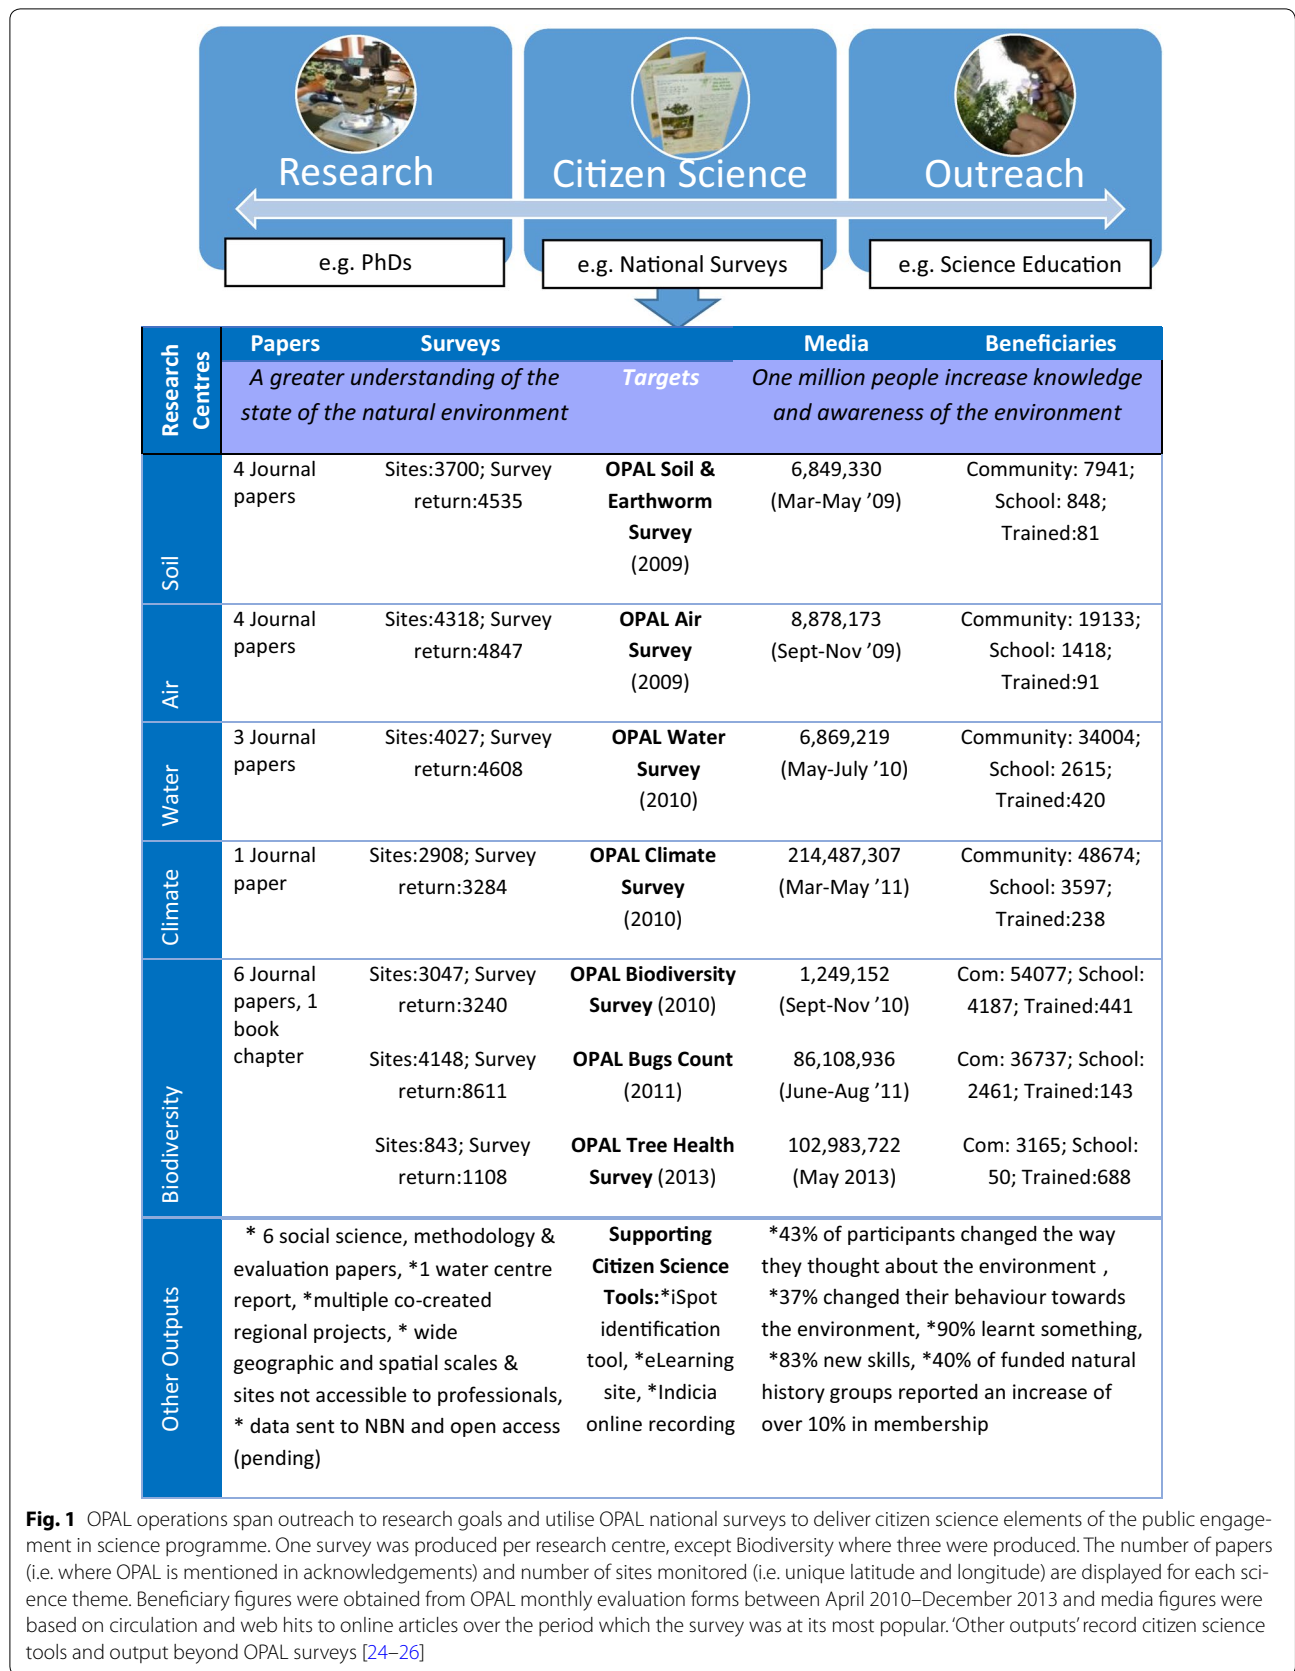 Research
Citizen Science
Outreach
e.g. PhDs
e.g. National Surveys
e.g. Science Education
Research
Centres
Papers
Surveys
Media
Beneficiaries
A greater understanding of the
state of the natural environment
Targets
One million people increase knowledge
and awareness of the environment
Soil
4 Journal
papers
Sites:3700; Survey
return:4535
OPAL Soil &
Earthworm
Survey
(2009)
6,849,330
(Mar-May ’09)
Community: 7941;
School: 848;
Trained:81
Air
4 Journal
papers
Sites:4318; Survey
return:4847
OPAL Air
Survey
(2009)
8,878,173
(Sept-Nov ’09)
Community: 19133;
School: 1418;
Trained:91
Water
3 Journal
papers
Sites:4027; Survey
return:4608
OPAL Water
Survey
(2010)
6,869,219
(May-July ’10)
Community: 34004;
School: 2615;
Trained:420
Climate
1 Journal
paper
Sites:2908; Survey
return:3284
OPAL Climate
Survey
(2010)
214,487,307
(Mar-May ’11)
Community: 48674;
School: 3597;
Trained:238
Biodiversity
6 Journal
papers, 1
book
chapter
Sites:3047; Survey
return:3240
OPAL Biodiversity
Survey (2010)
1,249,152
(Sept-Nov ’10)
Com: 54077; School:
4187; Trained:441
Sites:4148; Survey
return:8611
OPAL Bugs Count
(2011)
86,108,936
(June-Aug ’11)
Com: 36737; School:
2461; Trained:143
Sites:843; Survey
return:1108
OPAL Tree Health
Survey (2013)
102,983,722
(May 2013)
Com: 3165; School:
50; Trained:688
Other Outputs
* 6 social science, methodology &
evaluation papers, *1 water centre
report, *multiple co-created
regional projects, * wide
geographic and spatial scales &
sites not accessible to professionals,
* data sent to NBN and open access
(pending)
Supporting
Citizen Science
Tools:*iSpot
identification
tool, *eLearning
site, *Indicia
online recording
*43% of participants changed the way
they thought about the environment ,
*37% changed their behaviour towards
the environment, *90% learnt something,
*83% new skills, *40% of funded natural
history groups reported an increase of
over 10% in membership
Fig. 1 OPAL operations span outreach to research goals and utilise OPAL national surveys to deliver citizen science elements of the public engage-
ment in science programme. One survey was produced per research centre, except Biodiversity where three were produced. The number of papers
(i.e. where OPAL is mentioned in acknowledgements) and number of sites monitored (i.e. unique latitude and longitude) are displayed for each sci-
ence theme. Beneficiary figures were obtained from OPAL monthly evaluation forms between April 2010–December 2013 and media figures were
based on circulation and web hits to online articles over the period which the survey was at its most popular. ‘Other outputs’ record citizen science
tools and output beyond OPAL surveys [24–26]